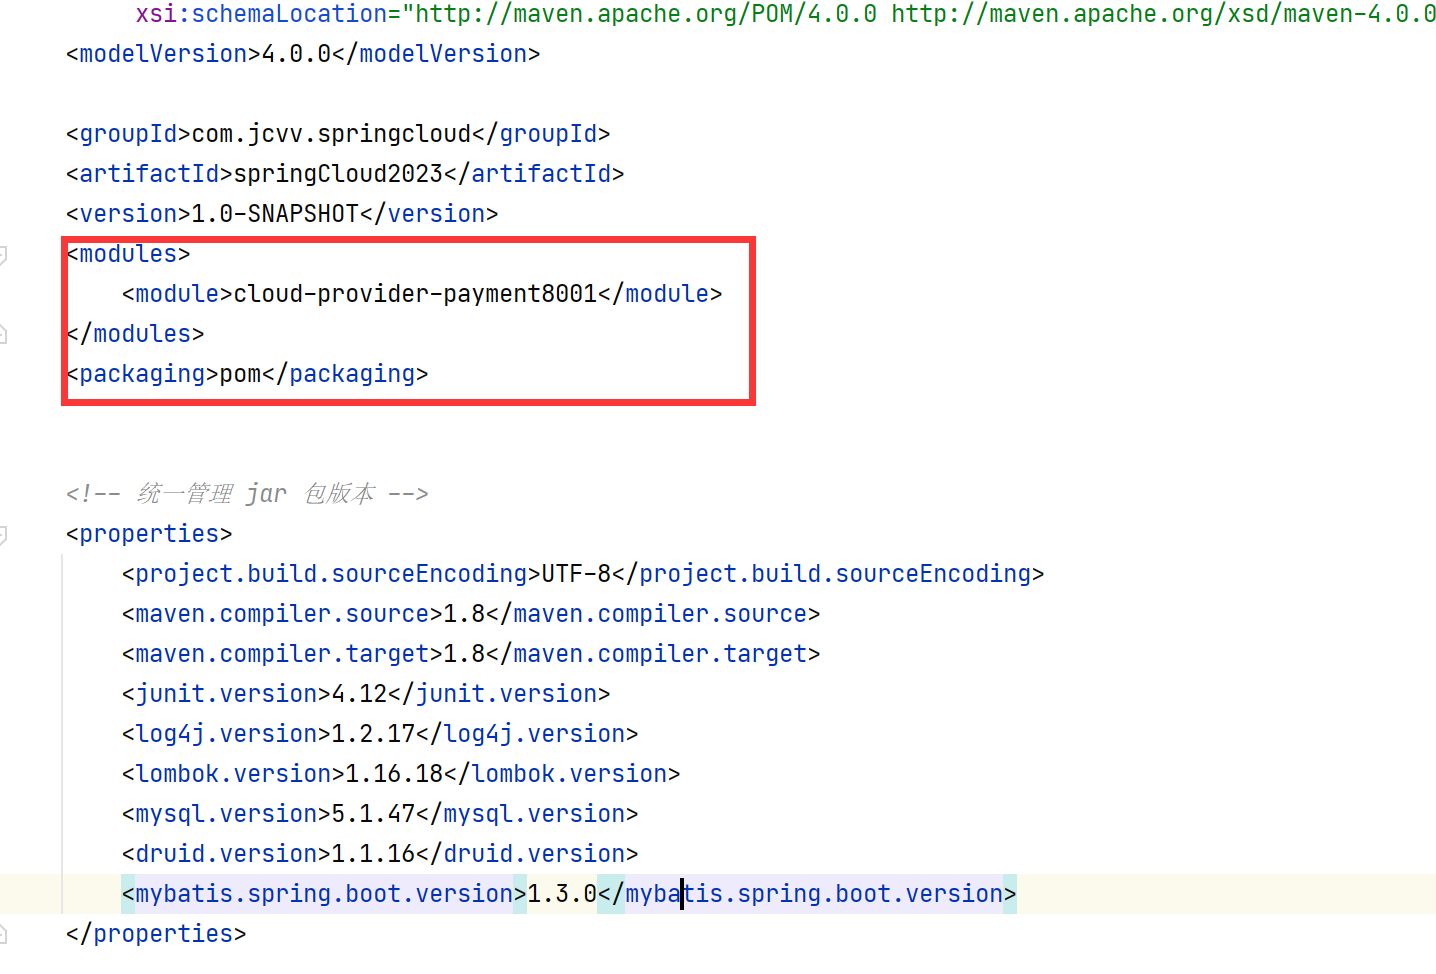 xsi:schemaLocation="http://maven.apache.org/POM/4.0.0 http://maven.apache.org/xsd/maven-4.0.0
<modelVersion>4.0.0</modelVersion>
<groupId>com.jcvv.springcloud</groupId>
<artifactId>springCloud2023</artifactId>
<version>1.0-SNAPSHOT</version>
<modules>
<module>cloud-provider-payment8001</module>
</modules>
<packaging>pom</packaging>
<!-- 统一管理 jar 包版本 -->
<properties>
<project.build.sourceEncoding>UTF-8</project.build.sourceEncoding>
<maven.compiler.source>1.8</maven.compiler.source>
<maven.compiler.target>1.8</maven.compiler.target>
<junit.version>4.12</junit.version>
<log4j.version>1.2.17</log4j.version>
<lombok.version>1.16.18</lombok.version>
<mysql.version>5.1.47</mysql.version>
<druid.version>1.1.16</druid.version>
<mybatis.spring.boot.version>1.3.0</mybatis.spring.boot.version>
</properties>